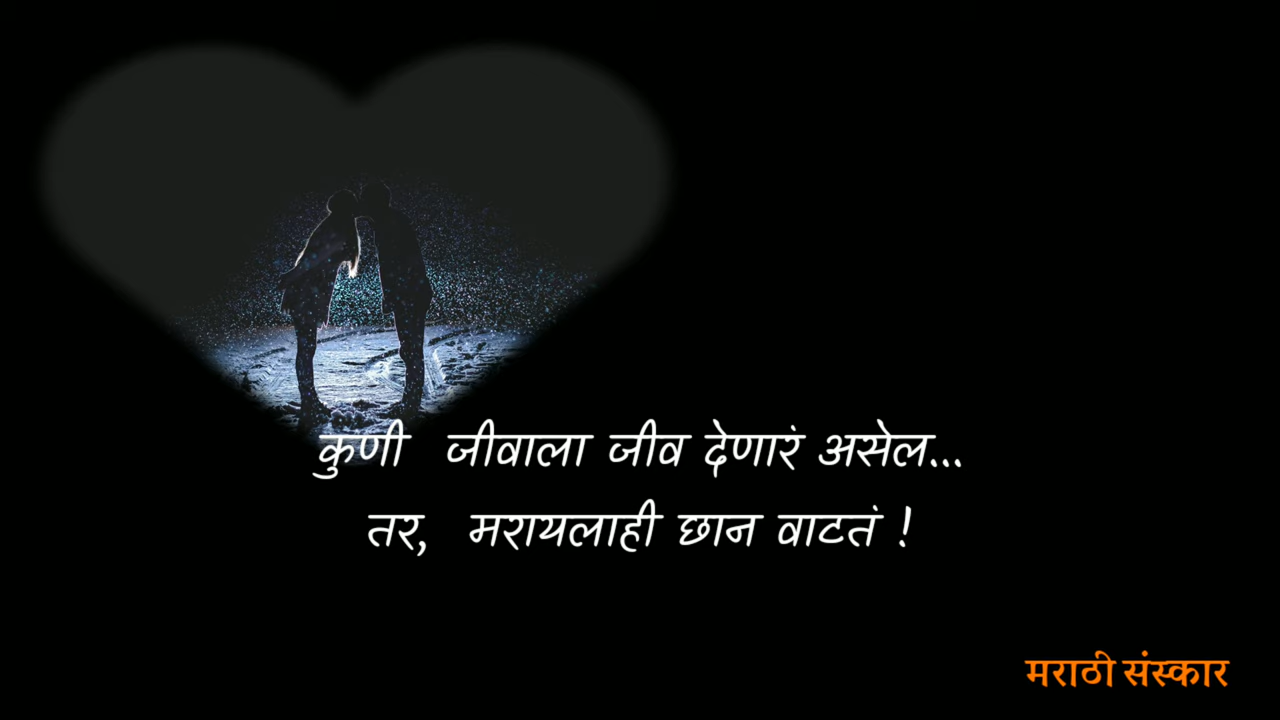 कुणी जीवाला जीव देणारं असेल...
तर, मरायलाही छान वाटतं !
मराठी संस्कार